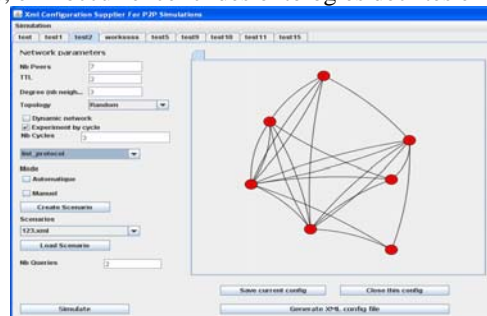 Xml Configuration Supplier For P2P Simulations
Simulation
test test1 test2 workssss test5 test9 test10 test11 test15
Network parameters
Nb Peers 7
TTL
Degree (nb neigh... 3
Topology Random
Dynamic network
Experiment by cycle
Nb Cycles 3
Mode
Automatique
Manuel
Create Scenario
Scenarios
123.xml
Load Scenario
Nb Queries 2
Save current config Close this config
Simulate Generate XML config file